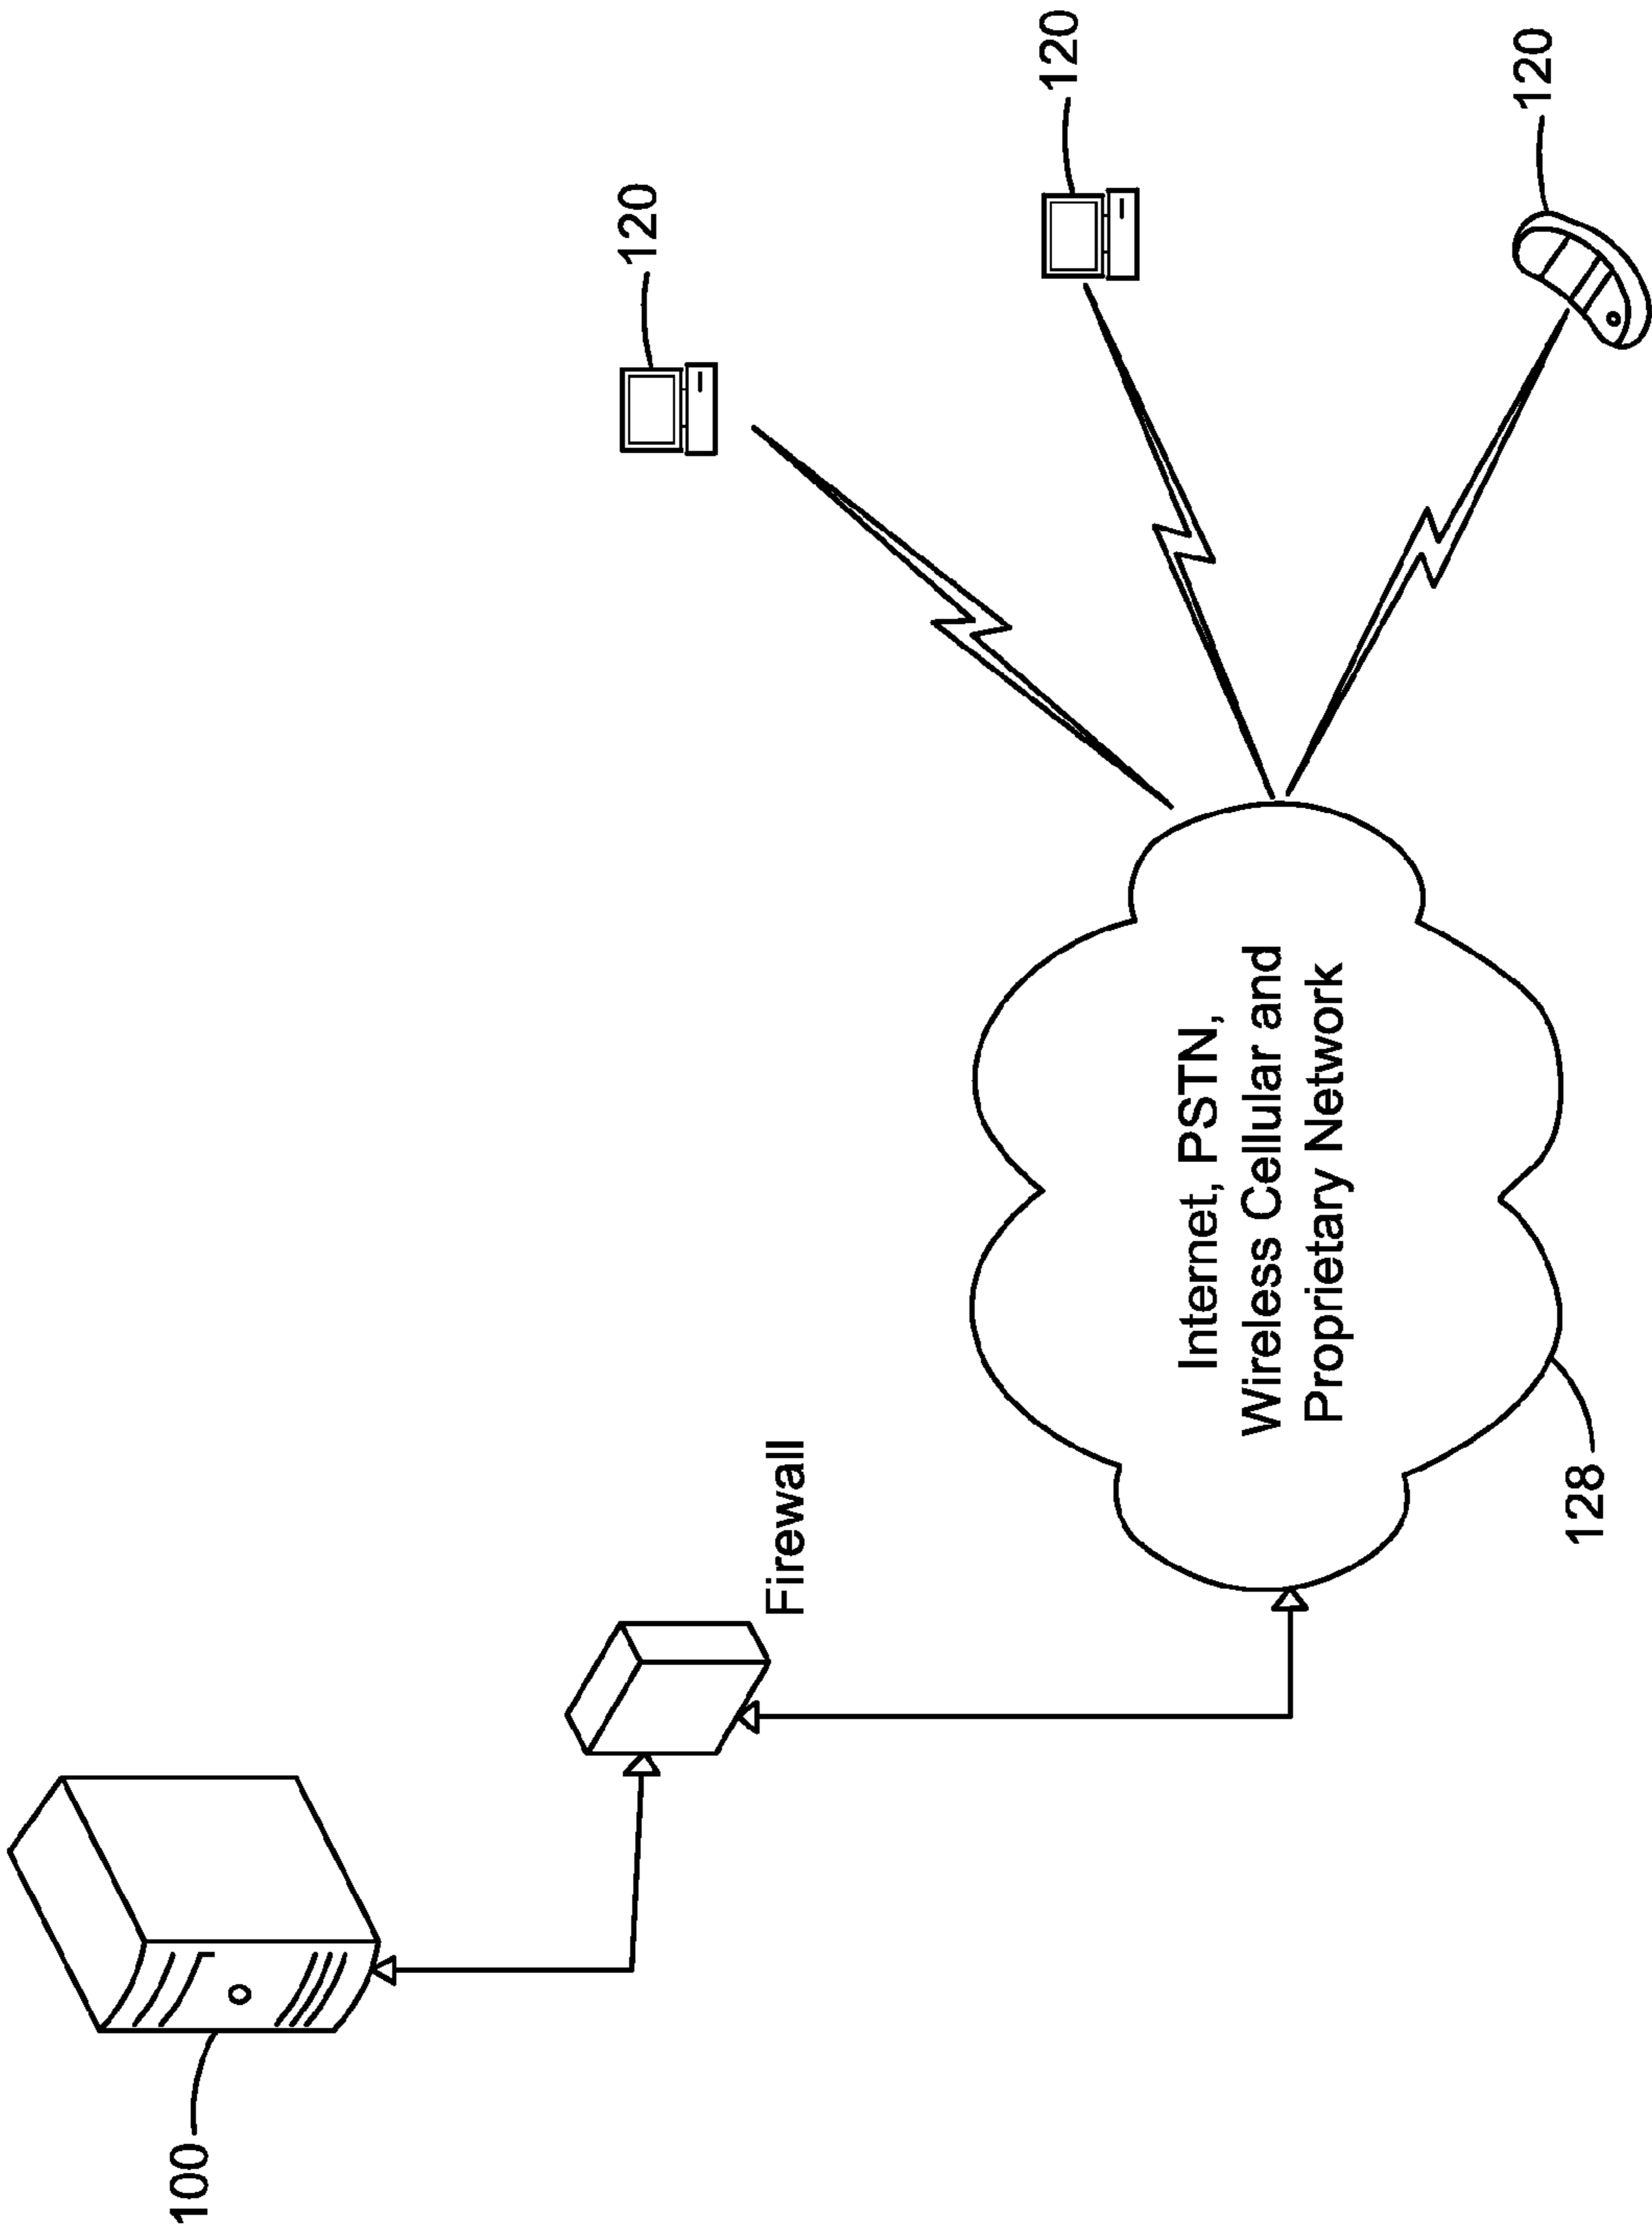 100
Firewall
Internet, PSTN,
Wireless Cellular and
Proprietary Network
128
120
120
120